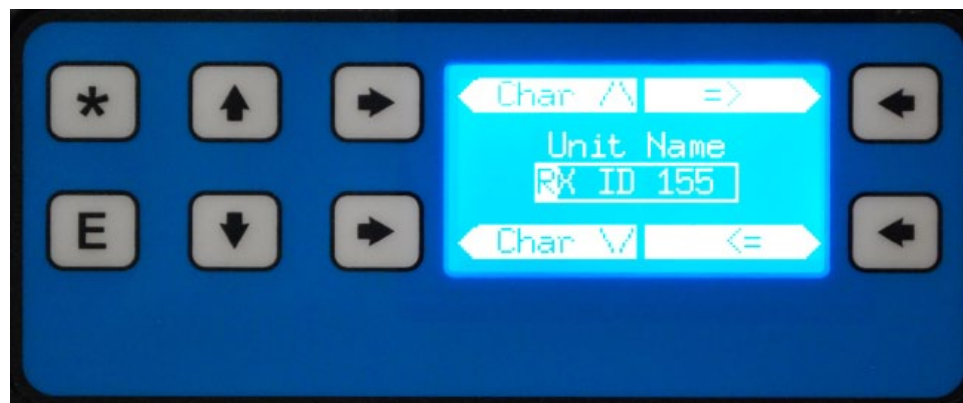 *
Char /\ =>
Unit Name
RX ID 155
E
Char \/ <=